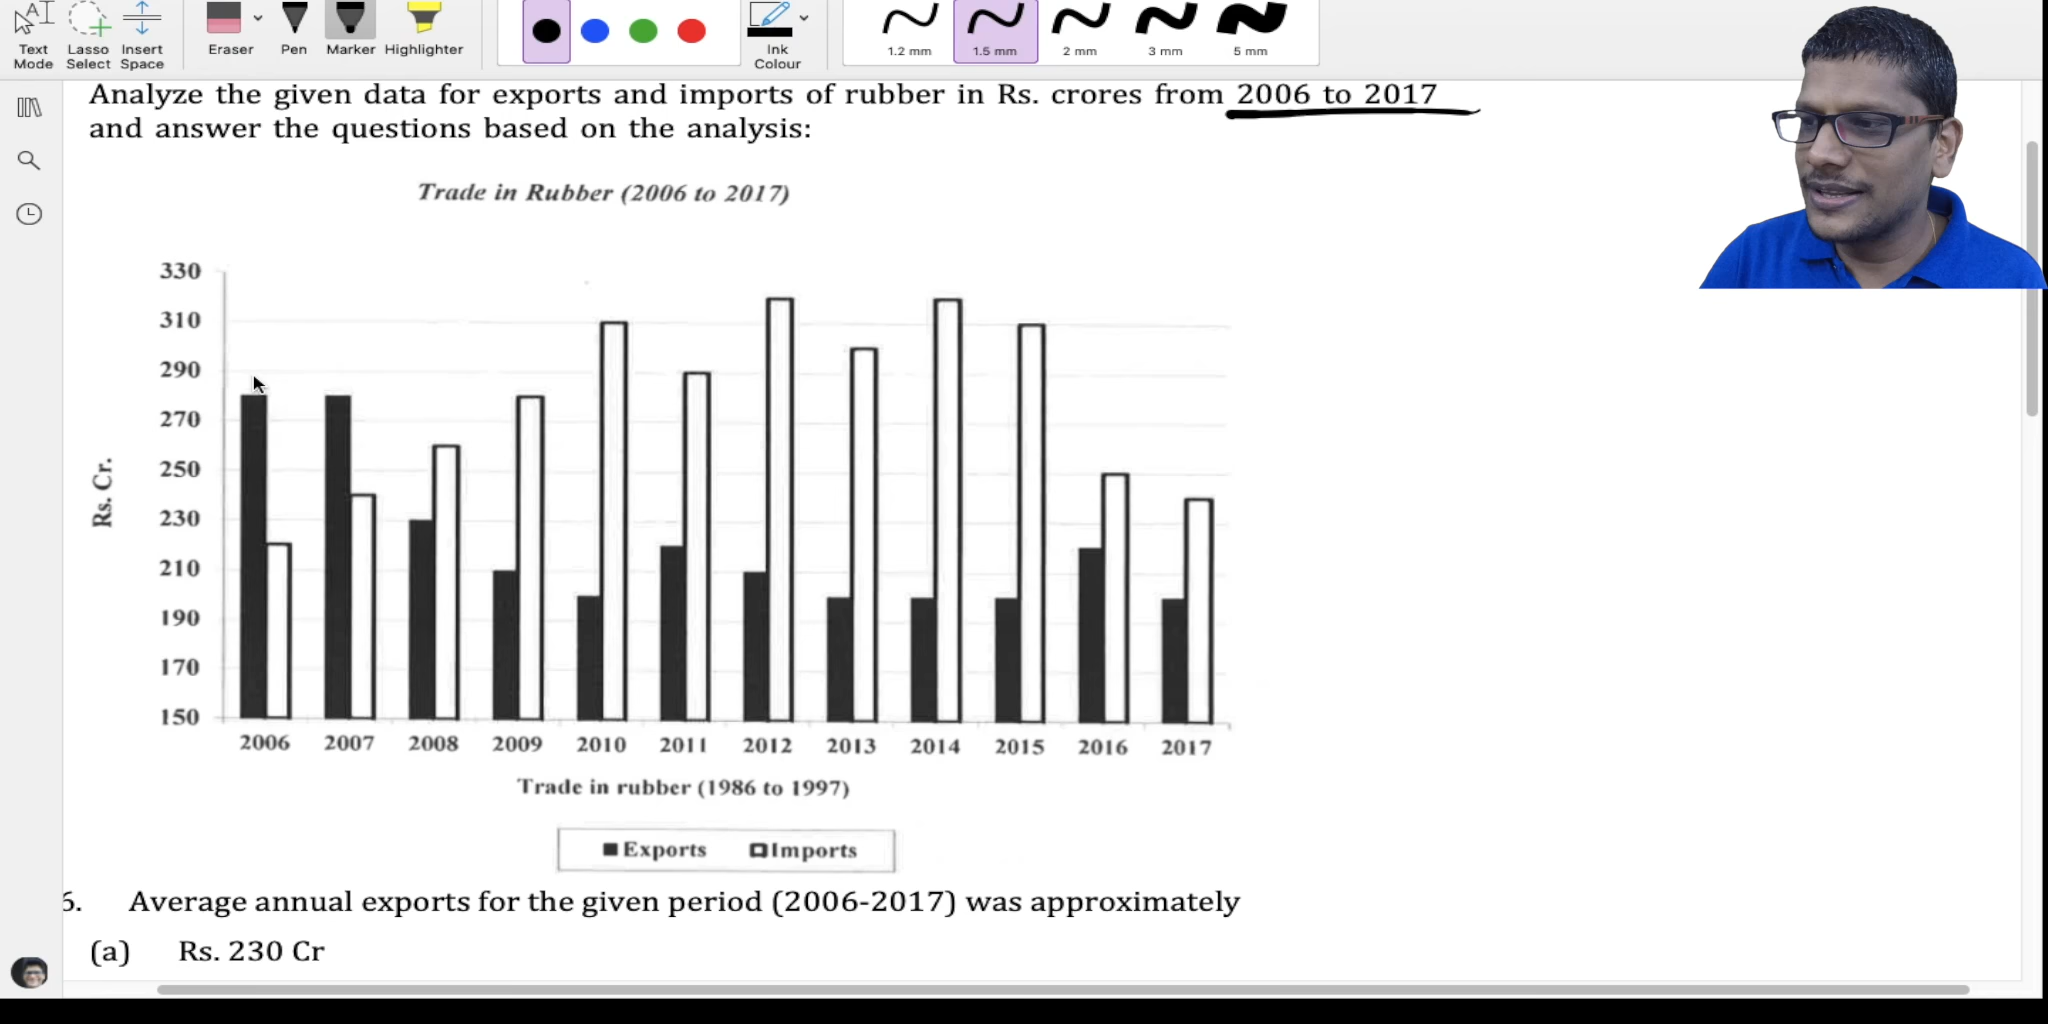 Text Mode
Lasso Select
Insert Space
Eraser
Pen
Marker
Highlighter
Ink Colour
1.2 mm
1.5 mm
2 mm
3 mm
5 mm
Analyze the given data for exports and imports of rubber in Rs. crores from 2006 to 2017
and answer the questions based on the analysis:
Trade in Rubber (2006 to 2017)
Rs. Cr.
330
310
290
270
250
230
210
190
170
150
2006 2007 2008 2009 2010 2011 2012 2013 2014 2015 2016 2017
Trade in rubber (1986 to 1997)
Exports Imports
6. Average annual exports for the given period (2006-2017) was approximately
(a) Rs. 230 Cr